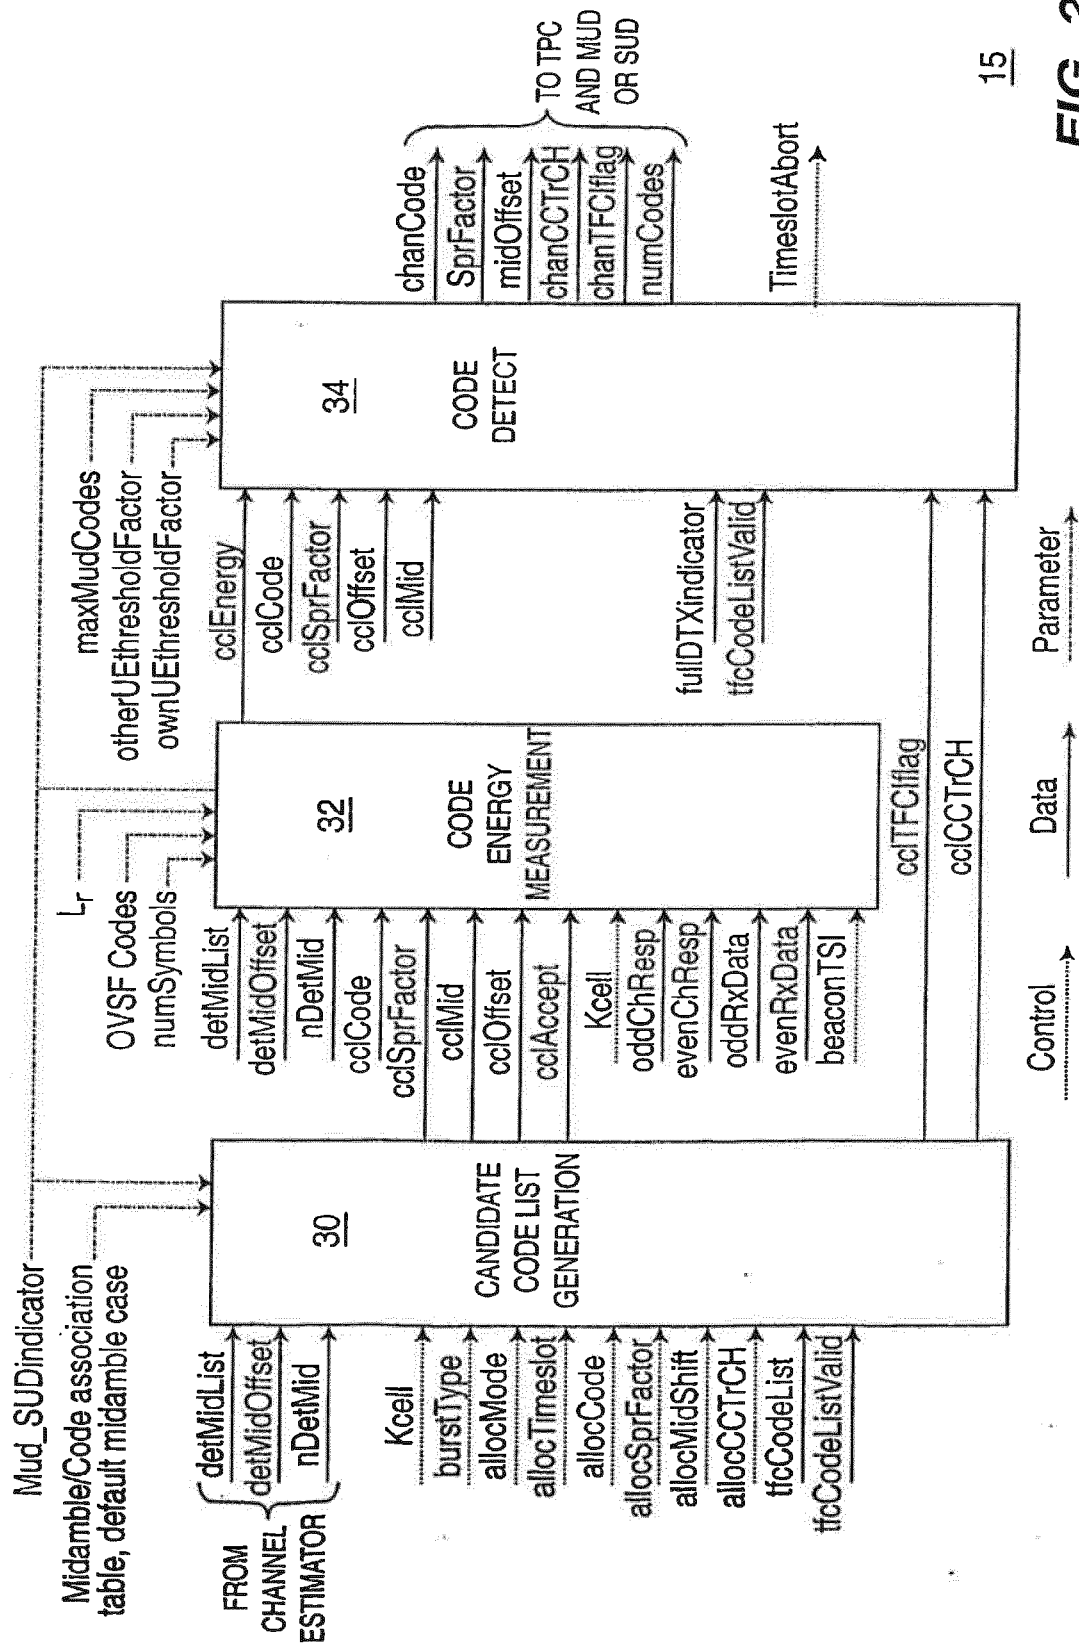 Mud_SUDindicator
Midamble/Code association
table, default midamble case
detMidList
detMidOffset
nDetMid
FROM
CHANNEL
ESTIMATOR
Kcell
burstType
allocMode
allocTimeslot
allocCode
allocSprFactor
allocMidShift
allocCCTrCH
tfcCodeList
tfcCodeListValid
30
CANDIDATE
CODE LIST
GENERATION
Lr
OVSF Codes
numSymbols
detMidList
detMidOffset
nDetMid
cclCode
cclSprFactor
cclMid
cclOffset
cclAccept
Kcell
oddChResp
evenChResp
oddRxData
evenRxData
beaconTSI
32
CODE
ENERGY
MEASUREMENT
cclTFCIflag
cclCCTrCH
maxMudCodes
otherUEthresholdFactor
ownUEthresholdFactor
cclEnergy
cclCode
cclSprFactor
cclOffset
cclMid
fullDTXindicator
tfcCodeListValid
34
CODE
DETECT
chanCode
SprFactor
midOffset
chanCCTrCH
chanTFCIflag
numCodes
TO TPC
AND MUD
OR SUD
TimeslotAbort
Control
Data
Parameter
15
FIG. 2